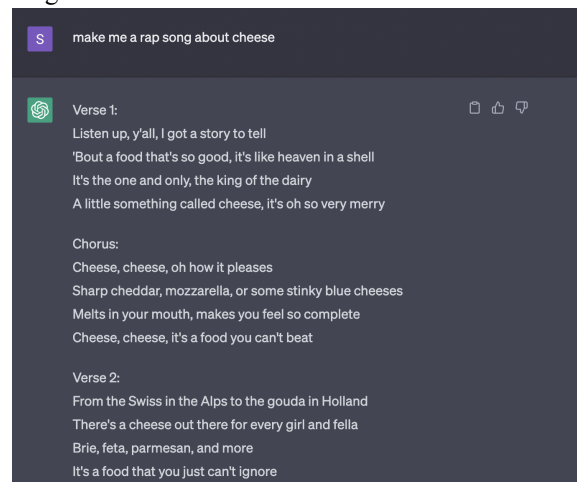 S
make me a rap song about cheese
Verse 1:
Listen up, y'all, I got a story to tell
'Bout a food that's so good, it's like heaven in a shell
It's the one and only, the king of the dairy
A little something called cheese, it's oh so very merry
Chorus:
Cheese, cheese, oh how it pleases
Sharp cheddar, mozzarella, or some stinky blue cheeses
Melts in your mouth, makes you feel so complete
Cheese, cheese, it's a food you can't beat
Verse 2:
From the Swiss in the Alps to the gouda in Holland
There's a cheese out there for every girl and fella
Brie, feta, parmesan, and more
It's a food that you just can't ignore